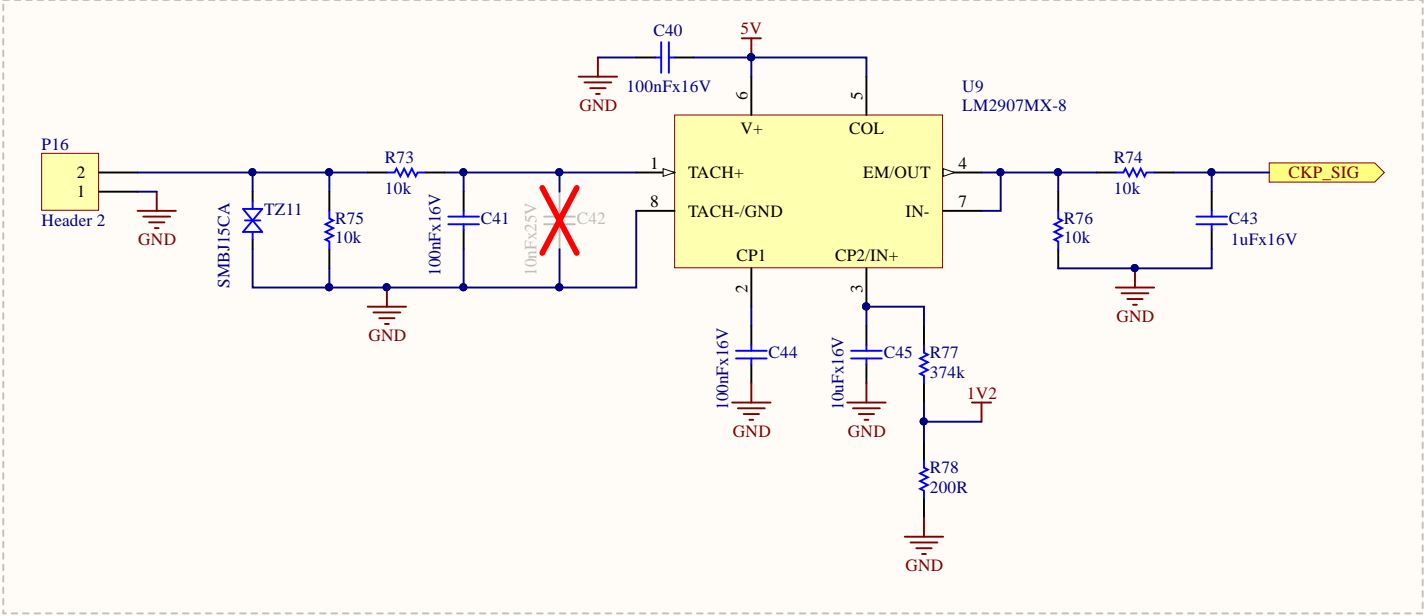 C40
100nFx16V
GND
5V
U9
LM2907MX-8
6
5
V+
COL
P16
2
1
Header 2
GND
SMBJ15CA
TZ11
R75
10k
R73
10k
100nFx16V
C41
10nFx25V
C42
GND
1
TACH+
8
TACH-/GND
EM/OUT
4
IN-
7
CP1
CP2/IN+
2
3
R74
10k
CKP_SIG
R76
10k
C43
1uFx16V
GND
100nFx16V
C44
GND
10uFx16V
C45
GND
R77
374k
1V2
R78
200R
GND